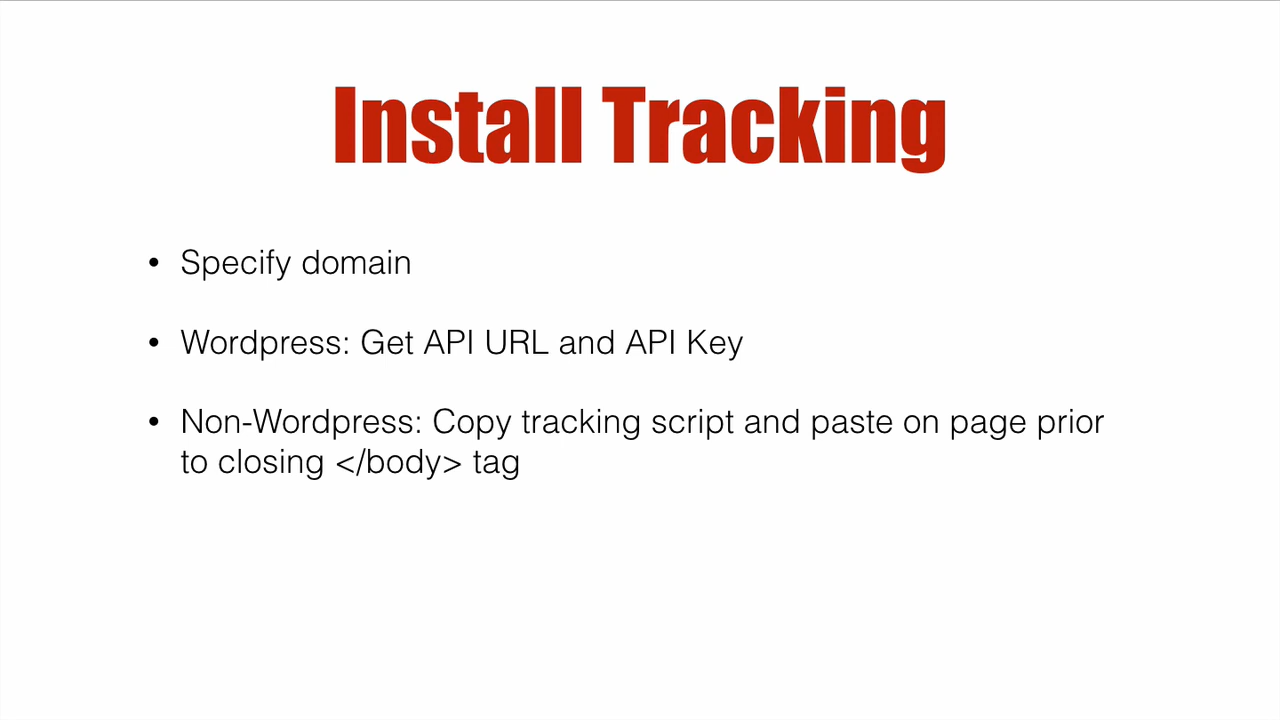 Install Tracking
• Specify domain
• Wordpress: Get API URL and API Key
• Non-Wordpress: Copy tracking script and paste on page prior
to closing </body> tag